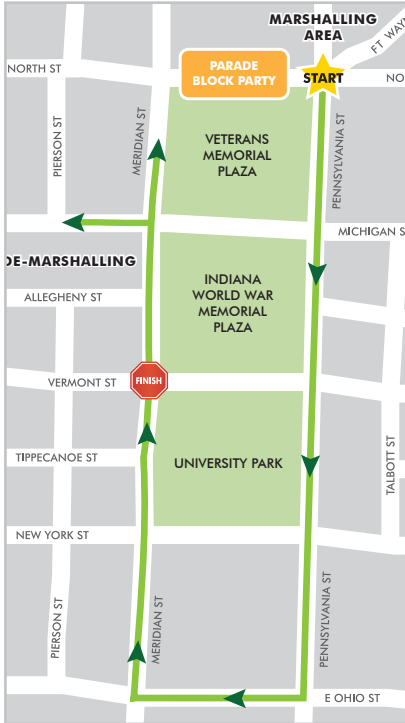 MARSHALLING
AREA
FT WAY
PARADE
BLOCK PARTY
START
NORTH ST
NO
PIERSON ST
MERIDIAN ST
VETERANS
MEMORIAL
PLAZA
PENNSYLVANIA ST
MICHIGAN S
DE-MARSHALLING
INDIANA
WORLD WAR
MEMORIAL
PLAZA
ALLEGHENY ST
FINISH
VERMONT ST
TIPPECANOE ST
UNIVERSITY PARK
TALBOTT ST
NEW YORK ST
PIERSON ST
MERIDIAN ST
PENNSYLVANIA ST
E OHIO ST